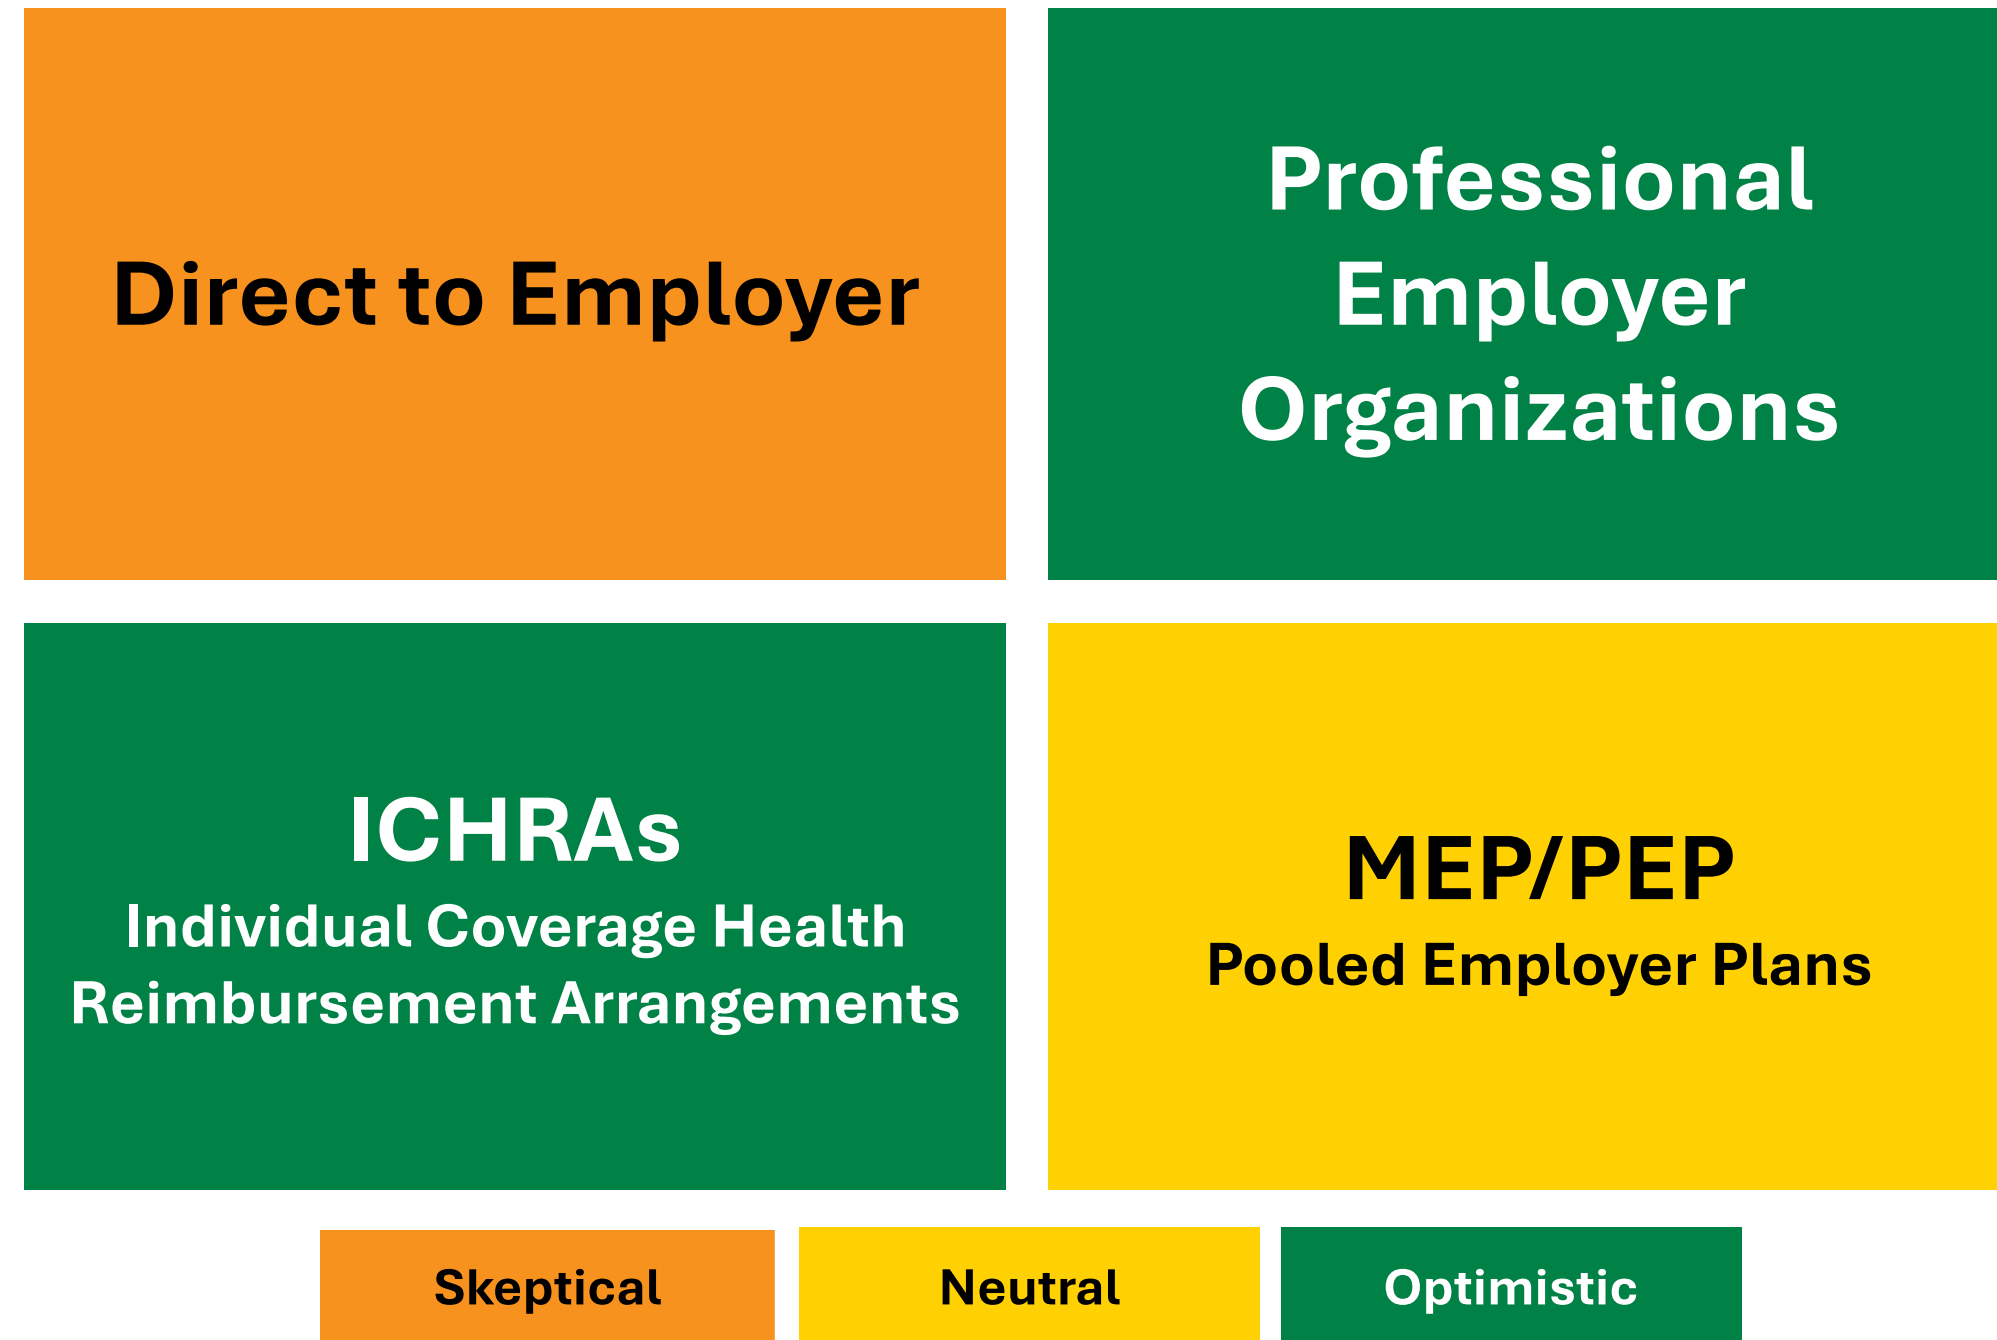 Direct to Employer
Professional
Employer
Organizations
ICHRAs
Individual Coverage Health
Reimbursement Arrangements
MEP/PEP
Pooled Employer Plans
Skeptical
Neutral
Optimistic